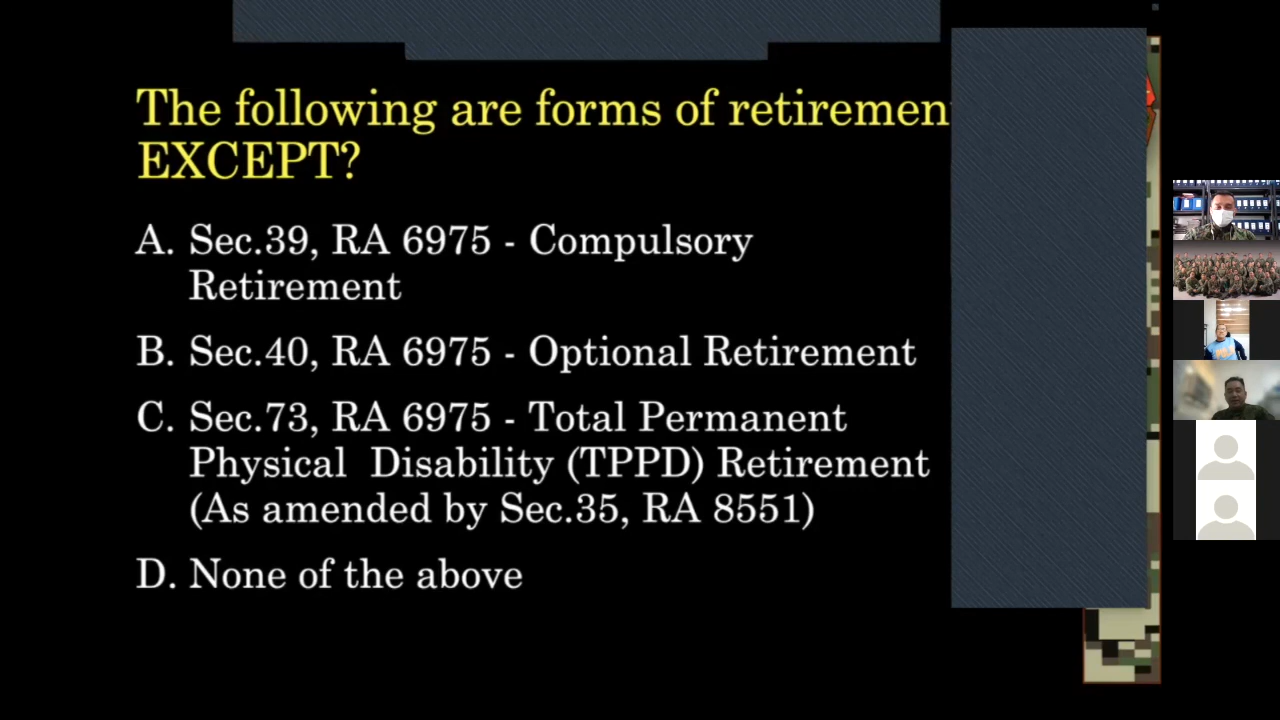 The following are forms of retiremen
EXCEPT?
A. Sec.39, RA 6975 - Compulsory
Retirement
B. Sec.40, RA 6975 - Optional Retirement
C. Sec.73, RA 6975 - Total Permanent
Physical Disability (TPPD) Retirement
(As amended by Sec.35, RA 8551)
D. None of the above